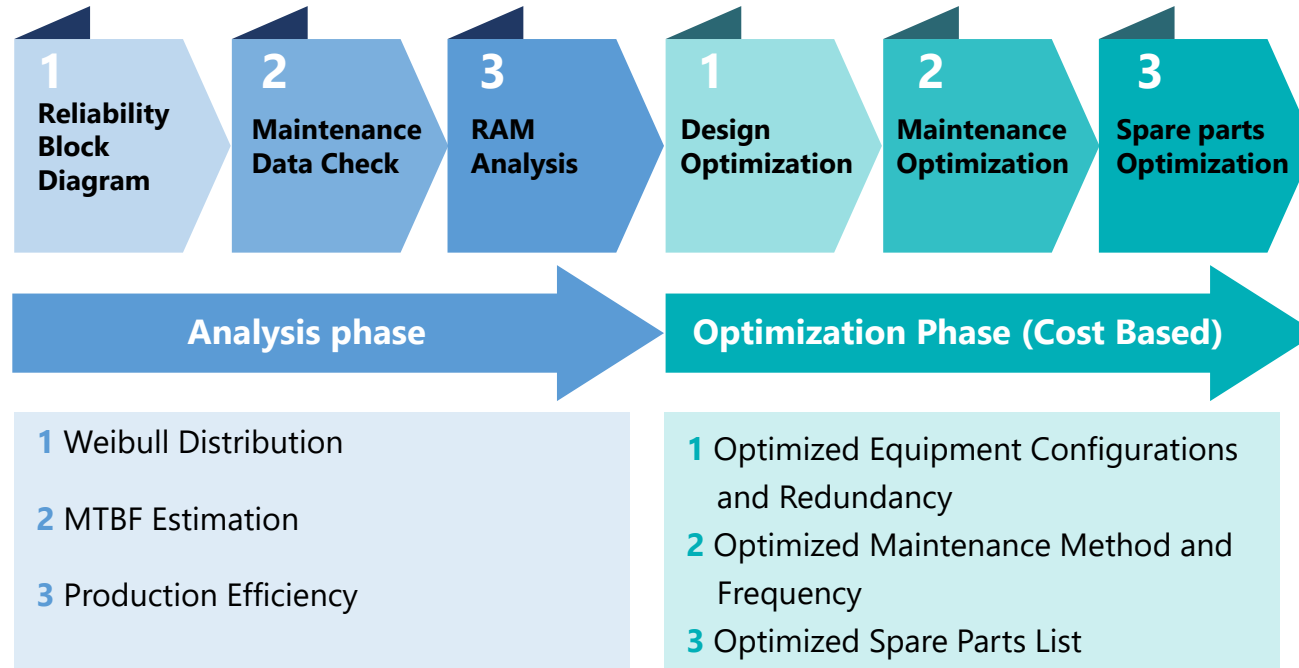 1
Reliability
Block
Diagram
2
Maintenance
Data Check
3
RAM
Analysis
1
Design
Optimization
2
Maintenance
Optimization
3
Spare parts
Optimization
Analysis phase
Optimization Phase (Cost Based)
1 Weibull Distribution
2 MTBF Estimation
3 Production Efficiency
1 Optimized Equipment Configurations
and Redundancy
2 Optimized Maintenance Method and
Frequency
3 Optimized Spare Parts List